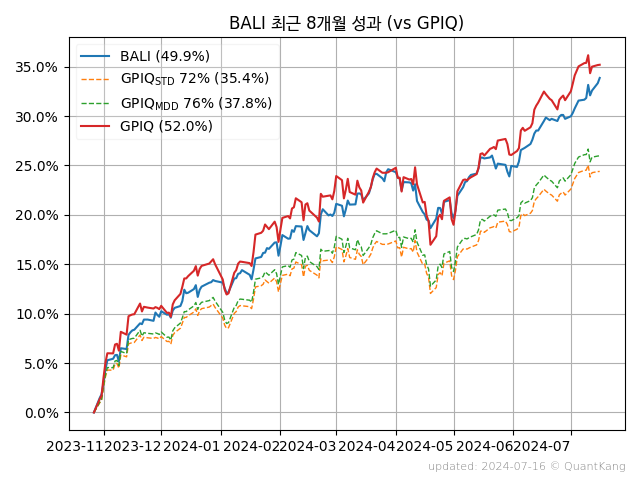 BALI 최근 8개월 성과 (vs GPIQ)
BALI (49.9%)
GPIQSTD 72% (35.4%)
GPIQMDD 76% (37.8%)
GPIQ (52.0%)
35.0%
30.0%
25.0%
20.0%
15.0%
10.0%
5.0%
0.0%
2023-11 2023-12 2024-01 2024-02 2024-03 2024-04 2024-05 2024-06 2024-07
updated: 2024-07-16 © QuantKang